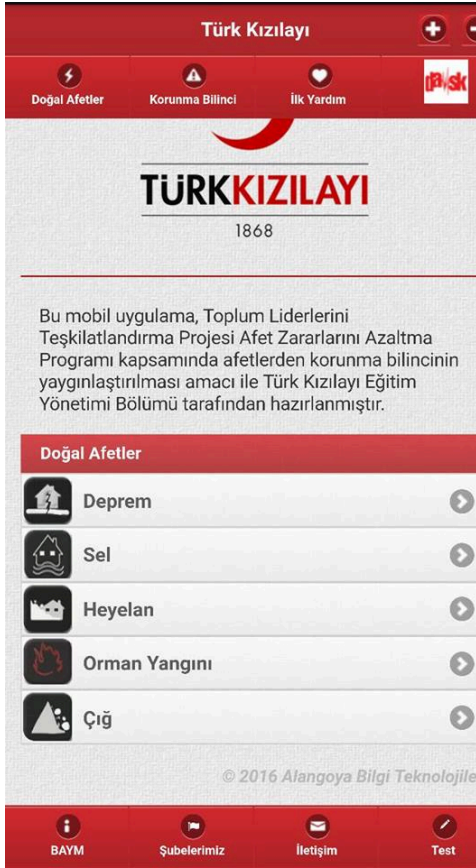 Türk Kızılayı
Doğal Afetler
Korunma Bilinci
İlk Yardım
dask
TÜRKKIZILAYI
1868
Bu mobil uygulama, Toplum Liderlerini
Teşkilatlandırma Projesi Afet Zararlarını Azaltma
Programı kapsamında afetlerden korunma bilincinin
yaygınlaştırılması amacı ile Türk Kızılayı Eğitim
Yönetimi Bölümü tarafından hazırlanmıştır.
Doğal Afetler
Deprem
Sel
Heyelan
Orman Yangını
Çığ
© 2016 Alangoya Bilgi Teknolojile
BAYM
Şubelerimiz
İletişim
Test